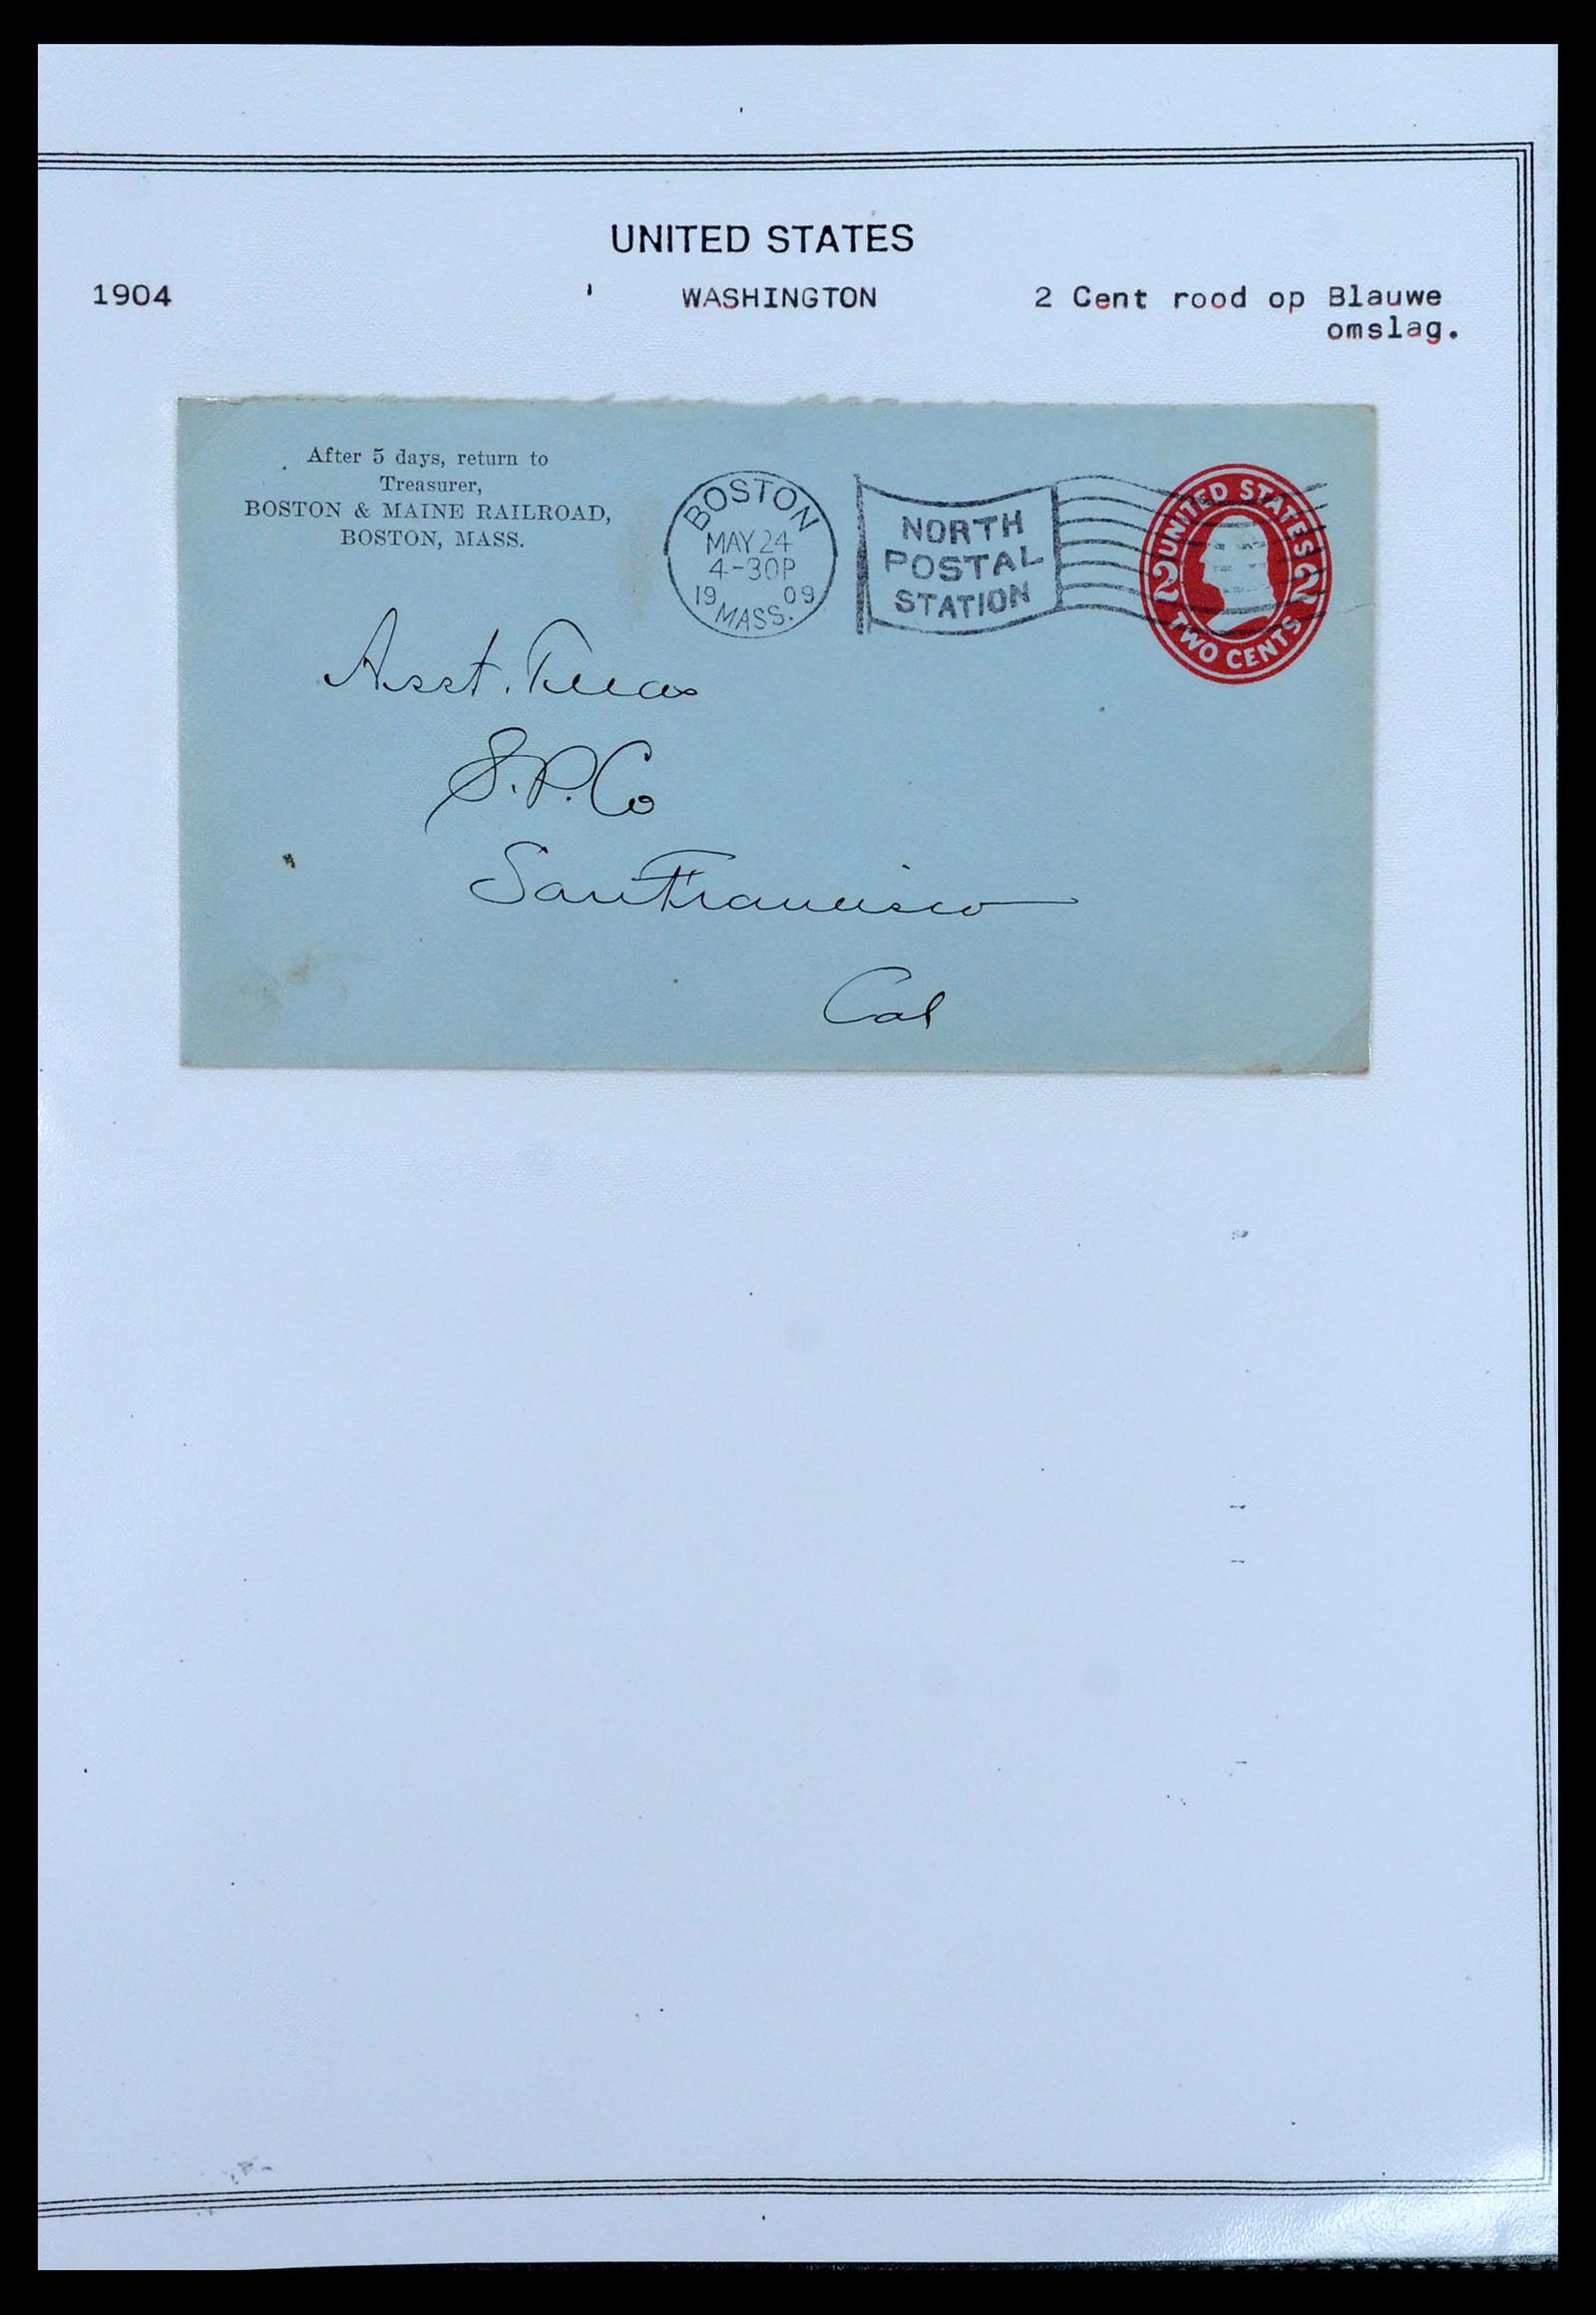 UNITED STATES
1904 WASHINGTON 2 Cent rood op Blauwe
omslag.
After 5 days, return to
Treasurer,
BOSTON & MAINE RAILROAD,
BOSTON, MASS.
BOSTON
MAY 24
4-30P
19 09
MASS.
NORTH
POSTAL
STATION
UNITED STATES
2 2
TWO CENTS
Asst. Treas
S.P.Co
San Francisco
Cal